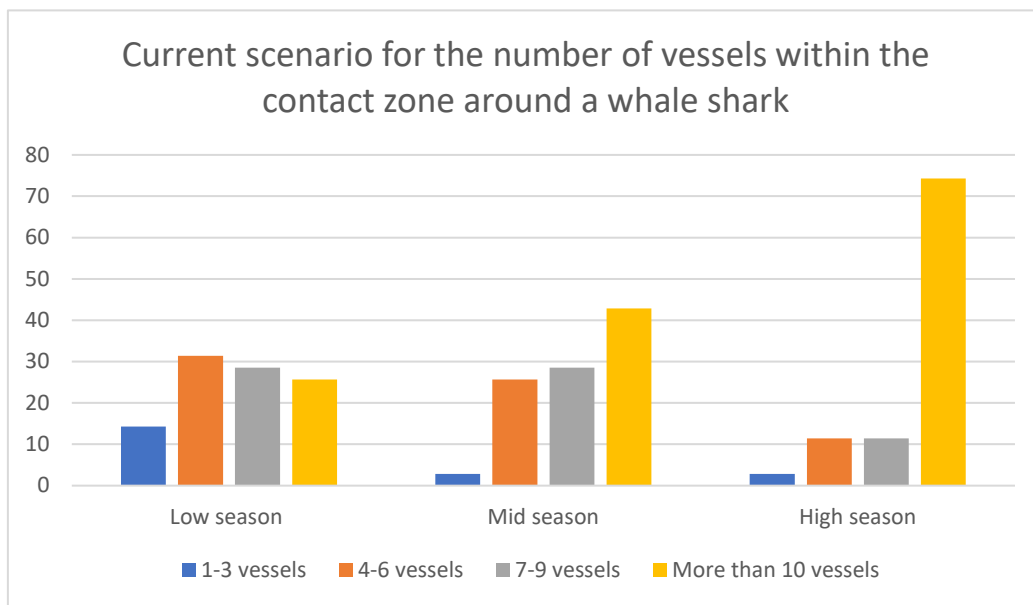 Current scenario for the number of vessels within the
contact zone around a whale shark
80
70
60
50
40
30
20
10
0
Low season Mid season High season
1-3 vessels 4-6 vessels 7-9 vessels More than 10 vessels